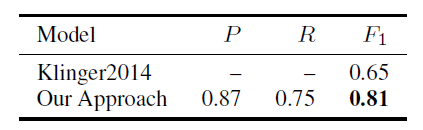 Model P R F1
Klinger2014 – – 0.65
Our Approach 0.87 0.75 0.81